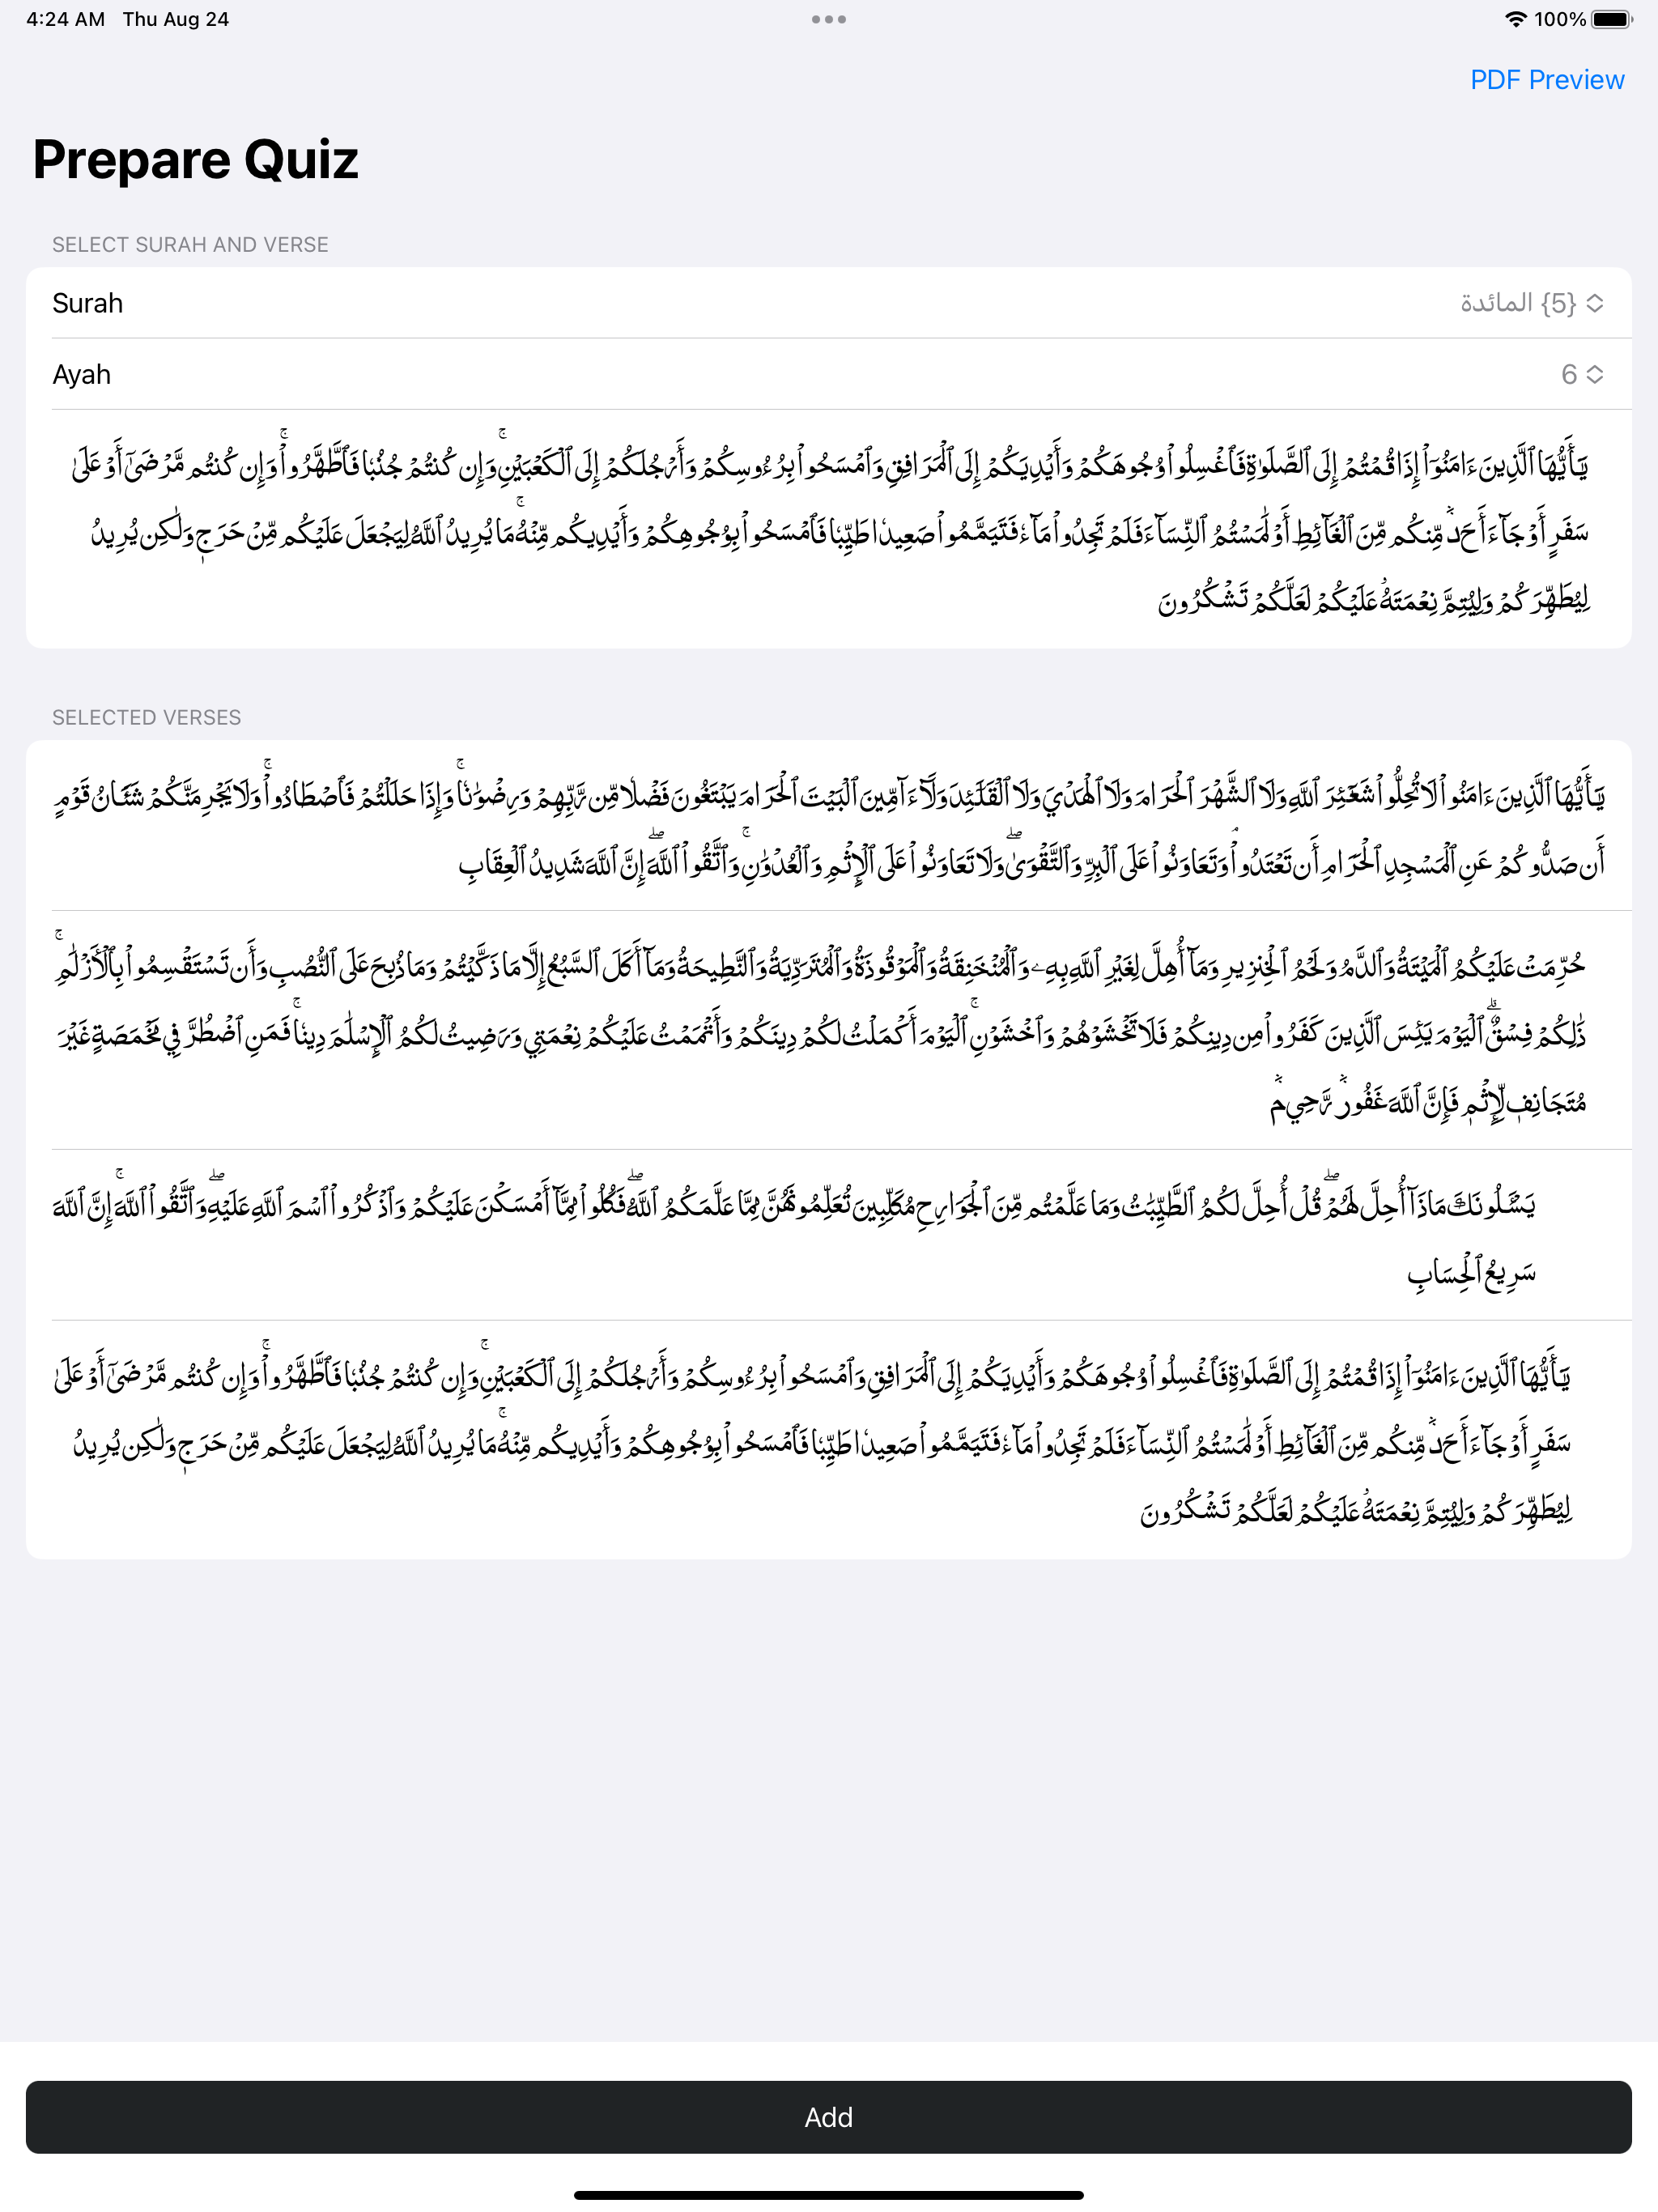 4:24 AM Thu Aug 24
100%
PDF Preview
Prepare Quiz
SELECT SURAH AND VERSE
Surah
{5} المائدة
Ayah
6
يَٰٓأَيُّهَا ٱلَّذِينَ ءَامَنُوٓاْ إِذَا قُمۡتُمۡ إِلَى ٱلصَّلَوٰةِ فَٱغۡسِلُواْ وُجُوهَكُمۡ وَأَيۡدِيَكُمۡ إِلَى ٱلۡمَرَافِقِ وَٱمۡسَحُواْ بِرُءُوسِكُمۡ وَأَرۡجُلَكُمۡ إِلَى ٱلۡكَعۡبَيۡنِۚ وَإِن كُنتُمۡ جُنُبٗا فَٱطَّهَّرُواْۚ وَإِن كُنتُم مَّرۡضَىٰٓ أَوۡ عَلَىٰ
سَفَرٍ أَوۡ جَآءَ أَحَدٞ مِّنكُم مِّنَ ٱلۡغَآئِطِ أَوۡ لَٰمَسۡتُمُ ٱلنِّسَآءَ فَلَمۡ تَجِدُواْ مَآءٗ فَتَيَمَّمُواْ صَعِيدٗا طَيِّبٗا فَٱمۡسَحُواْ بِوُجُوهِكُمۡ وَأَيۡدِيكُم مِّنۡهُۚ مَا يُرِيدُ ٱللَّهُ لِيَجۡعَلَ عَلَيۡكُم مِّنۡ حَرَجٖ وَلَٰكِن يُرِيدُ
لِيُطَهِّرَكُمۡ وَلِيُتِمَّ نِعۡمَتَهُۥ عَلَيۡكُمۡ لَعَلَّكُمۡ تَشۡكُرُونَ
SELECTED VERSES
يَٰٓأَيُّهَا ٱلَّذِينَ ءَامَنُواْ لَا تُحِلُّواْ شَعَٰٓئِرَ ٱللَّهِ وَلَا ٱلشَّهۡرَ ٱلۡحَرَامَ وَلَا ٱلۡهَدۡيَ وَلَا ٱلۡقَلَٰٓئِدَ وَلَآ ءَآمِّينَ ٱلۡبَيۡتَ ٱلۡحَرَامَ يَبۡتَغُونَ فَضۡلٗا مِّن رَّبِّهِمۡ وَرِضۡوَٰنٗاۚ وَإِذَا حَلَلۡتُمۡ فَٱصۡطَادُواْۚ وَلَا يَجۡرِمَنَّكُمۡ شَنَـَٔانُ قَوۡمٍ
أَن صَدُّوكُمۡ عَنِ ٱلۡمَسۡجِدِ ٱلۡحَرَامِ أَن تَعۡتَدُواْۘ وَتَعَاوَنُواْ عَلَى ٱلۡبِرِّ وَٱلتَّقۡوَىٰۖ وَلَا تَعَاوَنُواْ عَلَى ٱلۡإِثۡمِ وَٱلۡعُدۡوَٰنِۚ وَٱتَّقُواْ ٱللَّهَۖ إِنَّ ٱللَّهَ شَدِيدُ ٱلۡعِقَابِ
حُرِّمَتۡ عَلَيۡكُمُ ٱلۡمَيۡتَةُ وَٱلدَّمُ وَلَحۡمُ ٱلۡخِنزِيرِ وَمَآ أُهِلَّ لِغَيۡرِ ٱللَّهِ بِهِۦ وَٱلۡمُنۡخَنِقَةُ وَٱلۡمَوۡقُوذَةُ وَٱلۡمُتَرَدِّيَةُ وَٱلنَّطِيحَةُ وَمَآ أَكَلَ ٱلسَّبُعُ إِلَّا مَا ذَكَّيۡتُمۡ وَمَا ذُبِحَ عَلَى ٱلنُّصُبِ وَأَن تَسۡتَقۡسِمُواْ بِٱلۡأَزۡلَٰمِۚ
ذَٰلِكُمۡ فِسۡقٌۗ ٱلۡيَوۡمَ يَئِسَ ٱلَّذِينَ كَفَرُواْ مِن دِينِكُمۡ فَلَا تَخۡشَوۡهُمۡ وَٱخۡشَوۡنِۚ ٱلۡيَوۡمَ أَكۡمَلۡتُ لَكُمۡ دِينَكُمۡ وَأَتۡمَمۡتُ عَلَيۡكُمۡ نِعۡمَتِي وَرَضِيتُ لَكُمُ ٱلۡإِسۡلَٰمَ دِينٗاۚ فَمَنِ ٱضۡطُرَّ فِي مَخۡمَصَةٍ غَيۡرَ
مُتَجَانِفٖ لِّإِثۡمٖ فَإِنَّ ٱللَّهَ غَفُورٞ رَّحِيمٞ
يَسۡـَٔلُونَكَ مَاذَآ أُحِلَّ لَهُمۡۖ قُلۡ أُحِلَّ لَكُمُ ٱلطَّيِّبَٰتُ وَمَا عَلَّمۡتُم مِّنَ ٱلۡجَوَارِحِ مُكَلِّبِينَ تُعَلِّمُونَهُنَّ مِمَّا عَلَّمَكُمُ ٱللَّهُۖ فَكُلُواْ مِمَّآ أَمۡسَكۡنَ عَلَيۡكُمۡ وَٱذۡكُرُواْ ٱسۡمَ ٱللَّهِ عَلَيۡهِۖ وَٱتَّقُواْ ٱللَّهَۚ إِنَّ ٱللَّهَ
سَرِيعُ ٱلۡحِسَابِ
يَٰٓأَيُّهَا ٱلَّذِينَ ءَامَنُوٓاْ إِذَا قُمۡتُمۡ إِلَى ٱلصَّلَوٰةِ فَٱغۡسِلُواْ وُجُوهَكُمۡ وَأَيۡدِيَكُمۡ إِلَى ٱلۡمَرَافِقِ وَٱمۡسَحُواْ بِرُءُوسِكُمۡ وَأَرۡجُلَكُمۡ إِلَى ٱلۡكَعۡبَيۡنِۚ وَإِن كُنتُمۡ جُنُبٗا فَٱطَّهَّرُواْۚ وَإِن كُنتُم مَّرۡضَىٰٓ أَوۡ عَلَىٰ
سَفَرٍ أَوۡ جَآءَ أَحَدٞ مِّنكُم مِّنَ ٱلۡغَآئِطِ أَوۡ لَٰمَسۡتُمُ ٱلنِّسَآءَ فَلَمۡ تَجِدُواْ مَآءٗ فَتَيَمَّمُواْ صَعِيدٗا طَيِّبٗا فَٱمۡسَحُواْ بِوُجُوهِكُمۡ وَأَيۡدِيكُم مِّنۡهُۚ مَا يُرِيدُ ٱللَّهُ لِيَجۡعَلَ عَلَيۡكُم مِّنۡ حَرَجٖ وَلَٰكِن يُرِيدُ
لِيُطَهِّرَكُمۡ وَلِيُتِمَّ نِعۡمَتَهُۥ عَلَيۡكُمۡ لَعَلَّكُمۡ تَشۡكُرُونَ
Add